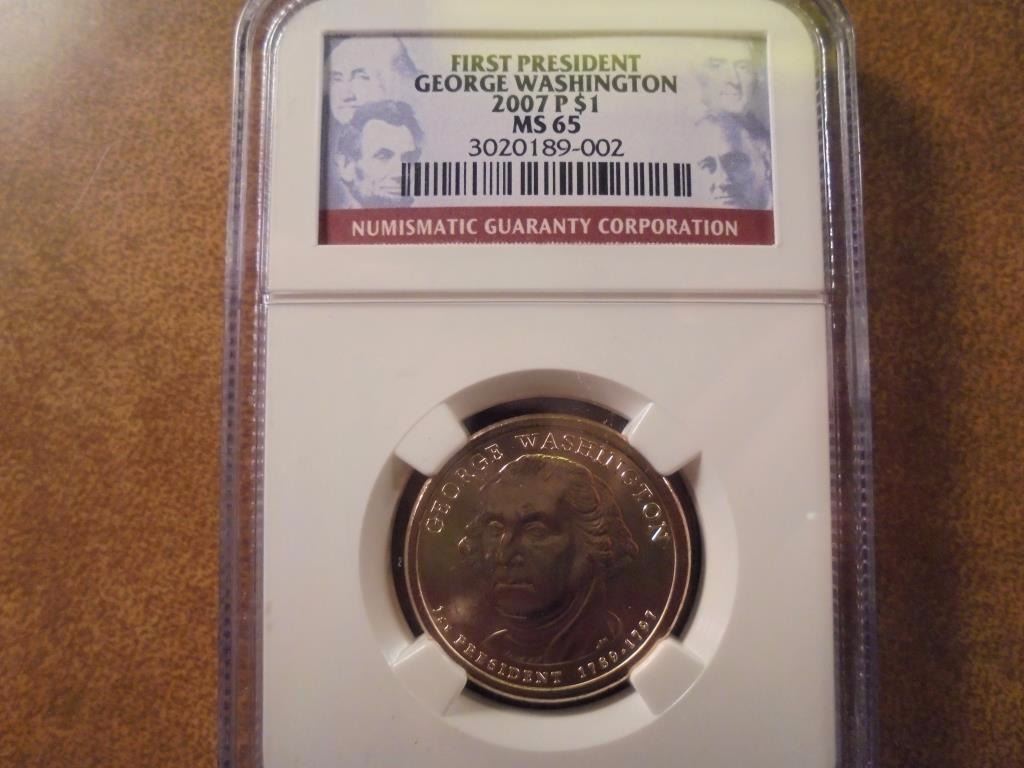 FIRST PRESIDENT
GEORGE WASHINGTON
2007 P $1
MS 65
3020189-002
NUMISMATIC GUARANTY CORPORATION
GEORGE WASHINGTON
1st PRESIDENT 1789-1797